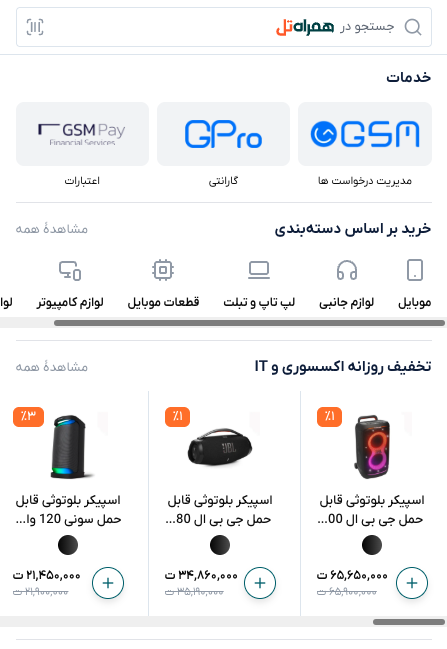 جستجو در همراه‌تل
خدمات
GSM
GPro
GSMPay
Financial Services
مدیریت درخواست ها
گارانتی
اعتبارات
خرید بر اساس دسته‌بندی
مشاهدهٔ همه
موبایل
لوازم جانبی
لپ تاپ و تبلت
قطعات موبایل
لوازم کامپیوتر
لوا
تخفیف روزانه اکسسوری و IT
مشاهدهٔ همه
٪۱
٪۱
٪۳
اسپیکر بلوتوثی قابل
حمل جی بی ال 00...
۶۵,۶۵۰,۰۰۰ ت
۶۵,۹۰۰,۰۰۰ ت
اسپیکر بلوتوثی قابل
حمل جی بی ال 80...
۳۴,۸۶۰,۰۰۰ ت
۳۵,۱۹۰,۰۰۰ ت
اسپیکر بلوتوثی قابل
حمل سونی 120 وا...
۲۱,۴۵۰,۰۰۰ ت
۲۱,۹۰۰,۰۰۰ ت